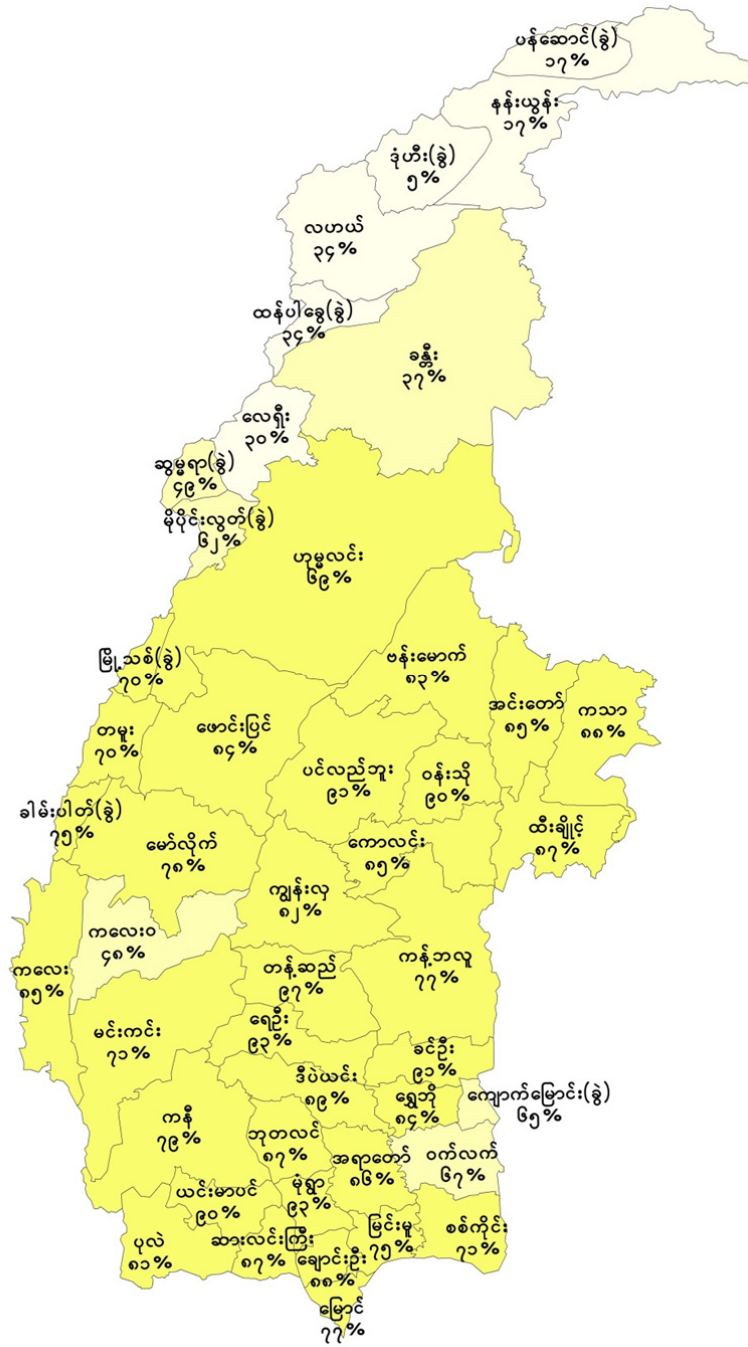 ပန်ဆောင်(ခွဲ)
၁၇%
နန်းယွန်း
၁၇%
ဒုံဟီး(ခွဲ)
၅%
လဟယ်
၃၄%
ထန်ပါခွေ(ခွဲ)
၃၄%
ခန္တီး
၃၇%
လေရှီး
၃၀%
ဆွမ္မရာ(ခွဲ)
၄၉%
မိုပိုင်းလွတ်(ခွဲ)
၆၂%
ဟုမ္မလင်း
၆၉%
မြို့သစ်(ခွဲ)
၇၀%
ဗန်းမောက်
၈၃%
အင်းတော်
၈၅%
ကသာ
၈၈%
တမူး
၇၀%
ဖောင်းပြင်
၈၄%
ပင်လည်ဘူး
၉၁%
ဝန်းသို
၉၀%
ခါမ်းပါတ်(ခွဲ)
၇၅%
မော်လိုက်
၇၈%
ကောလင်း
၈၅%
ထီးချိုင့်
၈၇%
ကျွန်းလှ
၈၂%
ကလေးဝ
၄၈%
ကလေး
၈၅%
တန့်ဆည်
၉၇%
ကန့်ဘလူ
၇၇%
မင်းကင်း
၇၁%
ရေဦး
၉၃%
ခင်ဦး
၉၁%
ဒီပဲယင်း
၈၉%
ရွှေဘို
၈၄%
ကျောက်မြောင်း(ခွဲ)
၆၅%
ကနီ
၇၉%
ဘုတလင်
၈၇%
အရာတော်
၈၆%
ဝက်လက်
၆၇%
ယင်းမာပင်
၉၀%
မုံရွာ
၉၃%
ပုလဲ
၈၁%
ဆားလင်းကြီး
၈၇%
ချောင်းဦး
၈၈%
မြင်းမူ
၇၅%
စစ်ကိုင်း
၇၁%
မြောင်
၇၇%